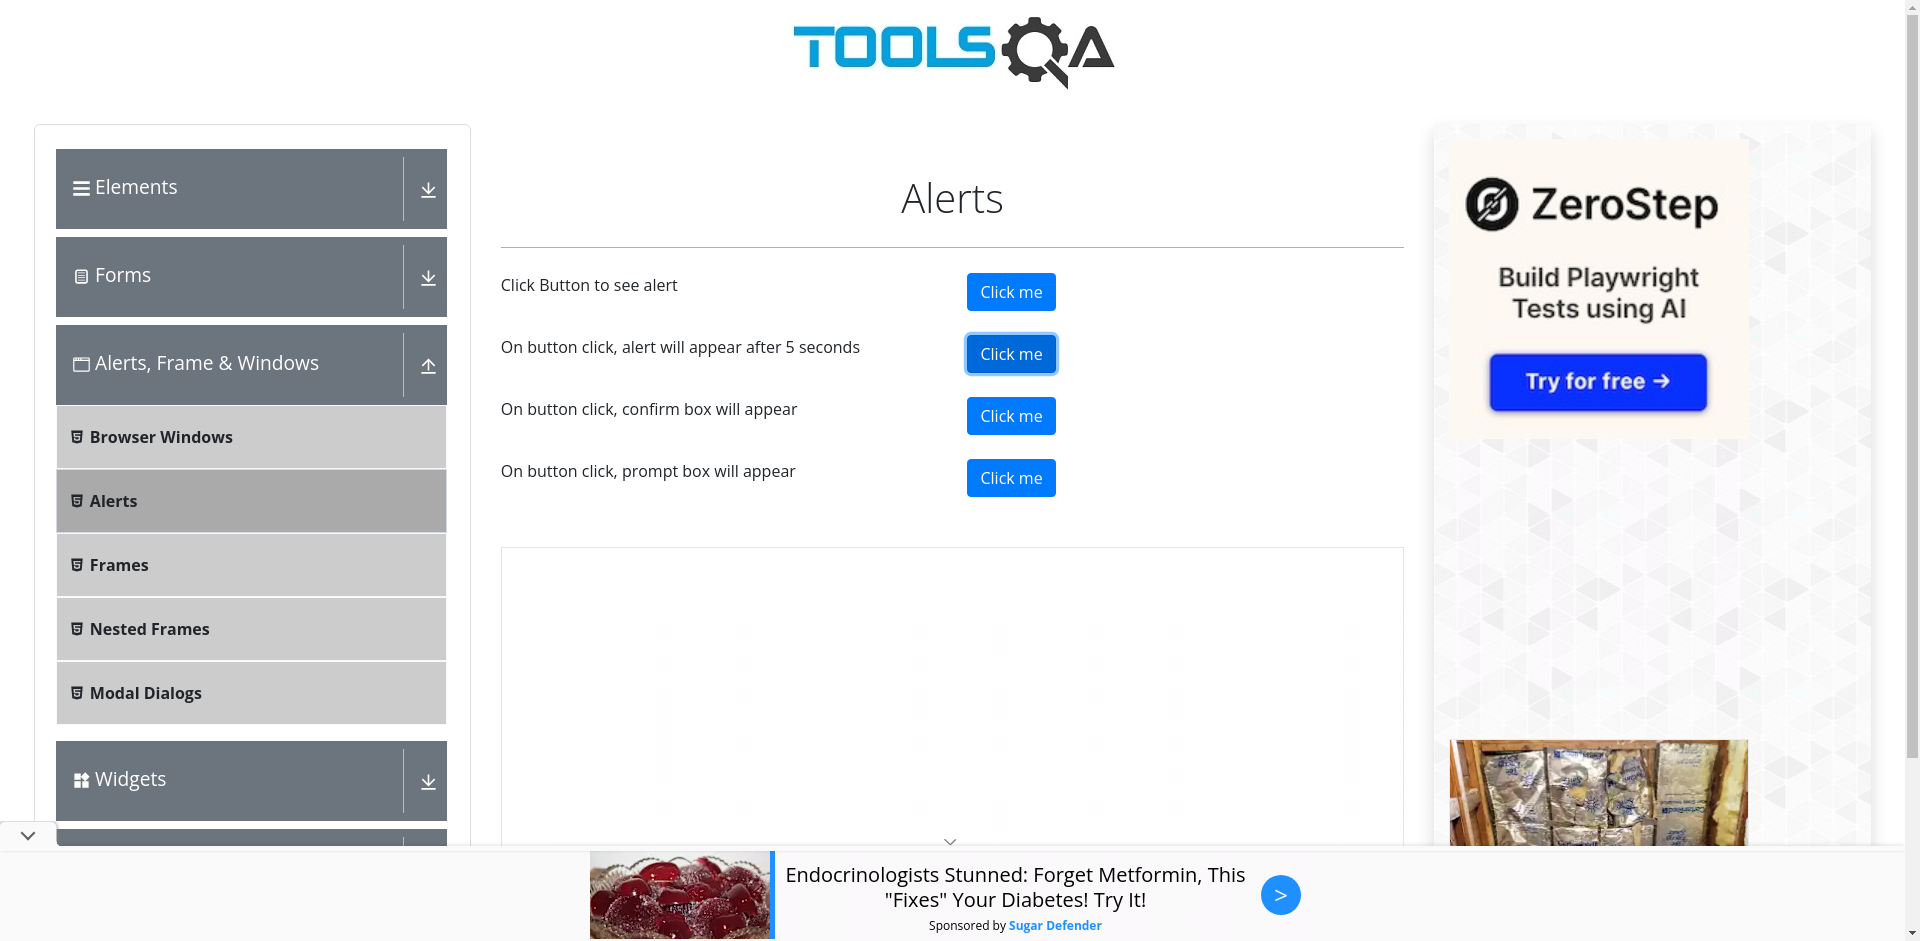 TOOLSQA
Elements
Forms
Alerts, Frame & Windows
Browser Windows
Alerts
Frames
Nested Frames
Modal Dialogs
Widgets
Alerts
Click Button to see alert
Click me
On button click, alert will appear after 5 seconds
Click me
On button click, confirm box will appear
Click me
On button click, prompt box will appear
Click me
ZeroStep
Build Playwright
Tests using AI
Try for free →
Endocrinologists Stunned: Forget Metformin, This
"Fixes" Your Diabetes! Try It!
Sponsored by Sugar Defender
>